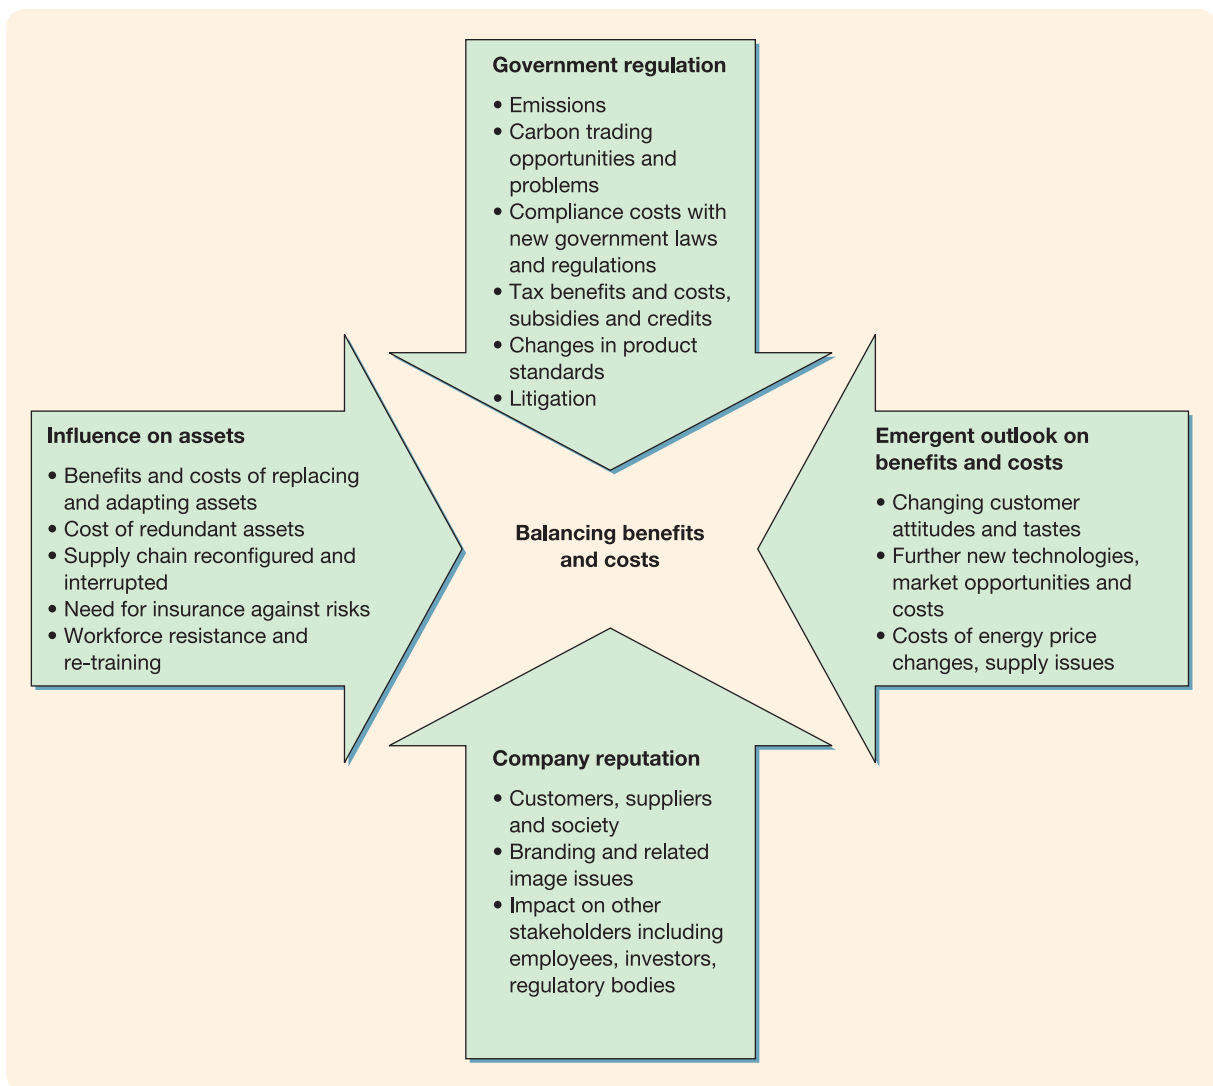 Government regulation
• Emissions
• Carbon trading
opportunities and
problems
• Compliance costs with
new government laws
and regulations
• Tax benefits and costs,
subsidies and credits
• Changes in product
standards
• Litigation
Influence on assets
• Benefits and costs of replacing
and adapting assets
• Cost of redundant assets
• Supply chain reconfigured and
interrupted
• Need for insurance against risks
• Workforce resistance and
re-training
Balancing benefits
and costs
Emergent outlook on
benefits and costs
• Changing customer
attitudes and tastes
• Further new technologies,
market opportunities and
costs
• Costs of energy price
changes, supply issues
Company reputation
• Customers, suppliers
and society
• Branding and related
image issues
• Impact on other
stakeholders including
employees, investors,
regulatory bodies